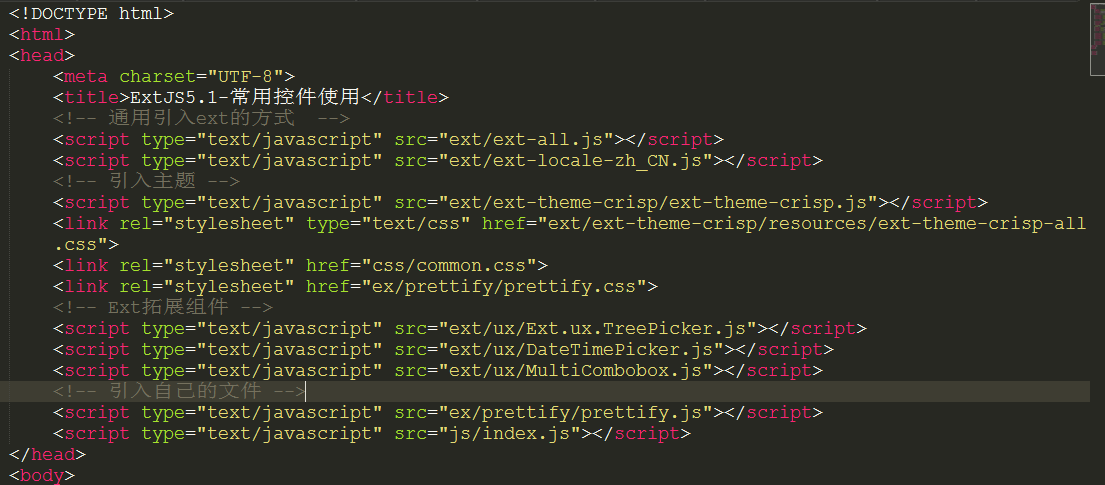 <!DOCTYPE html>
<html>
<head>
    <meta charset="UTF-8">
    <title>ExtJS5.1-常用控件使用</title>
    <!-- 通用引入ext的方式  -->
    <script type="text/javascript" src="ext/ext-all.js"></script>
    <script type="text/javascript" src="ext/ext-locale-zh_CN.js"></script>
    <!-- 引入主题 -->
    <script type="text/javascript" src="ext/ext-theme-crisp/ext-theme-crisp.js"></script>
    <link rel="stylesheet" type="text/css" href="ext/ext-theme-crisp/resources/ext-theme-crisp-all
    .css">
    <link rel="stylesheet" href="css/common.css">
    <link rel="stylesheet" href="ex/prettify/prettify.css">
    <!-- Ext拓展组件 -->
    <script type="text/javascript" src="ext/ux/Ext.ux.TreePicker.js"></script>
    <script type="text/javascript" src="ext/ux/DateTimePicker.js"></script>
    <script type="text/javascript" src="ext/ux/MultiCombobox.js"></script>
    <!-- 引入自己的文件 -->
    <script type="text/javascript" src="ex/prettify/prettify.js"></script>
    <script type="text/javascript" src="js/index.js"></script>
</head>
<body>